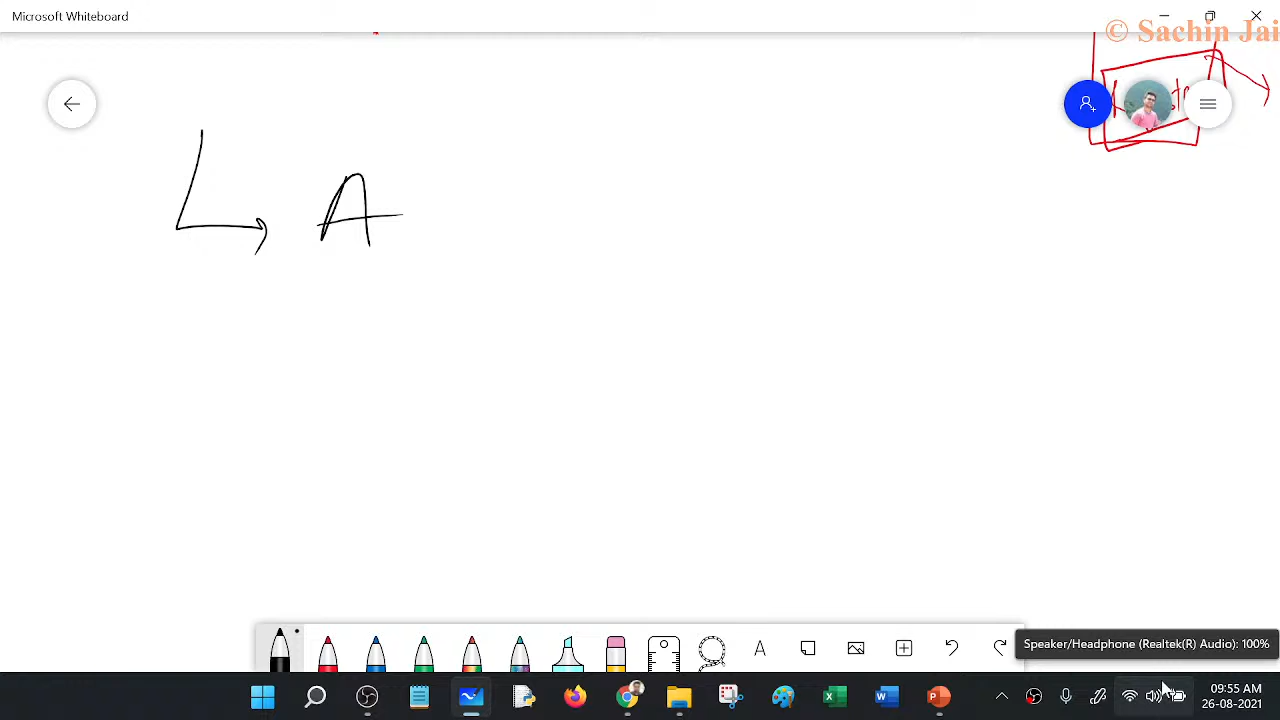 Microsoft Whiteboard
© Sachin Jai
A
A
Speaker/Headphone (Realtek(R) Audio): 100%
09:55 AM
26-08-2021